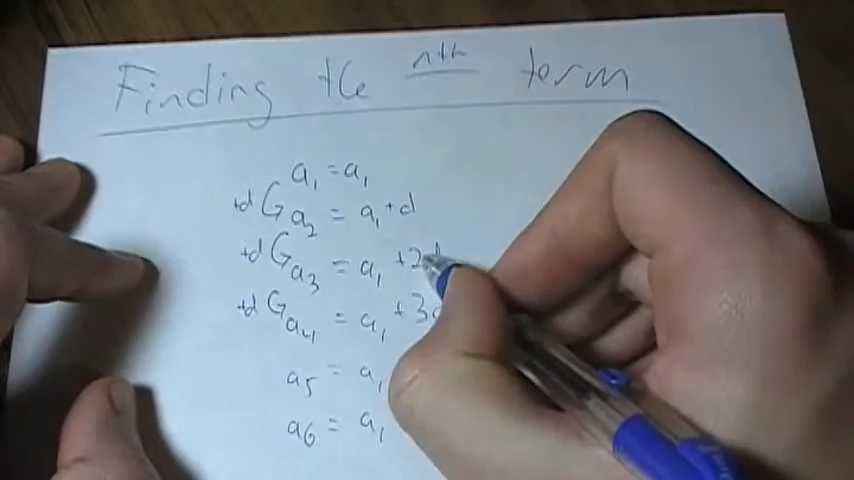 Finding the nth term
a₁ = a₁
+d a₂ = a₁ + d
+d a₃ = a₁ + 2d
+d a₄ = a₁ + 3d
a₅ = a₁
a₆ = a₁